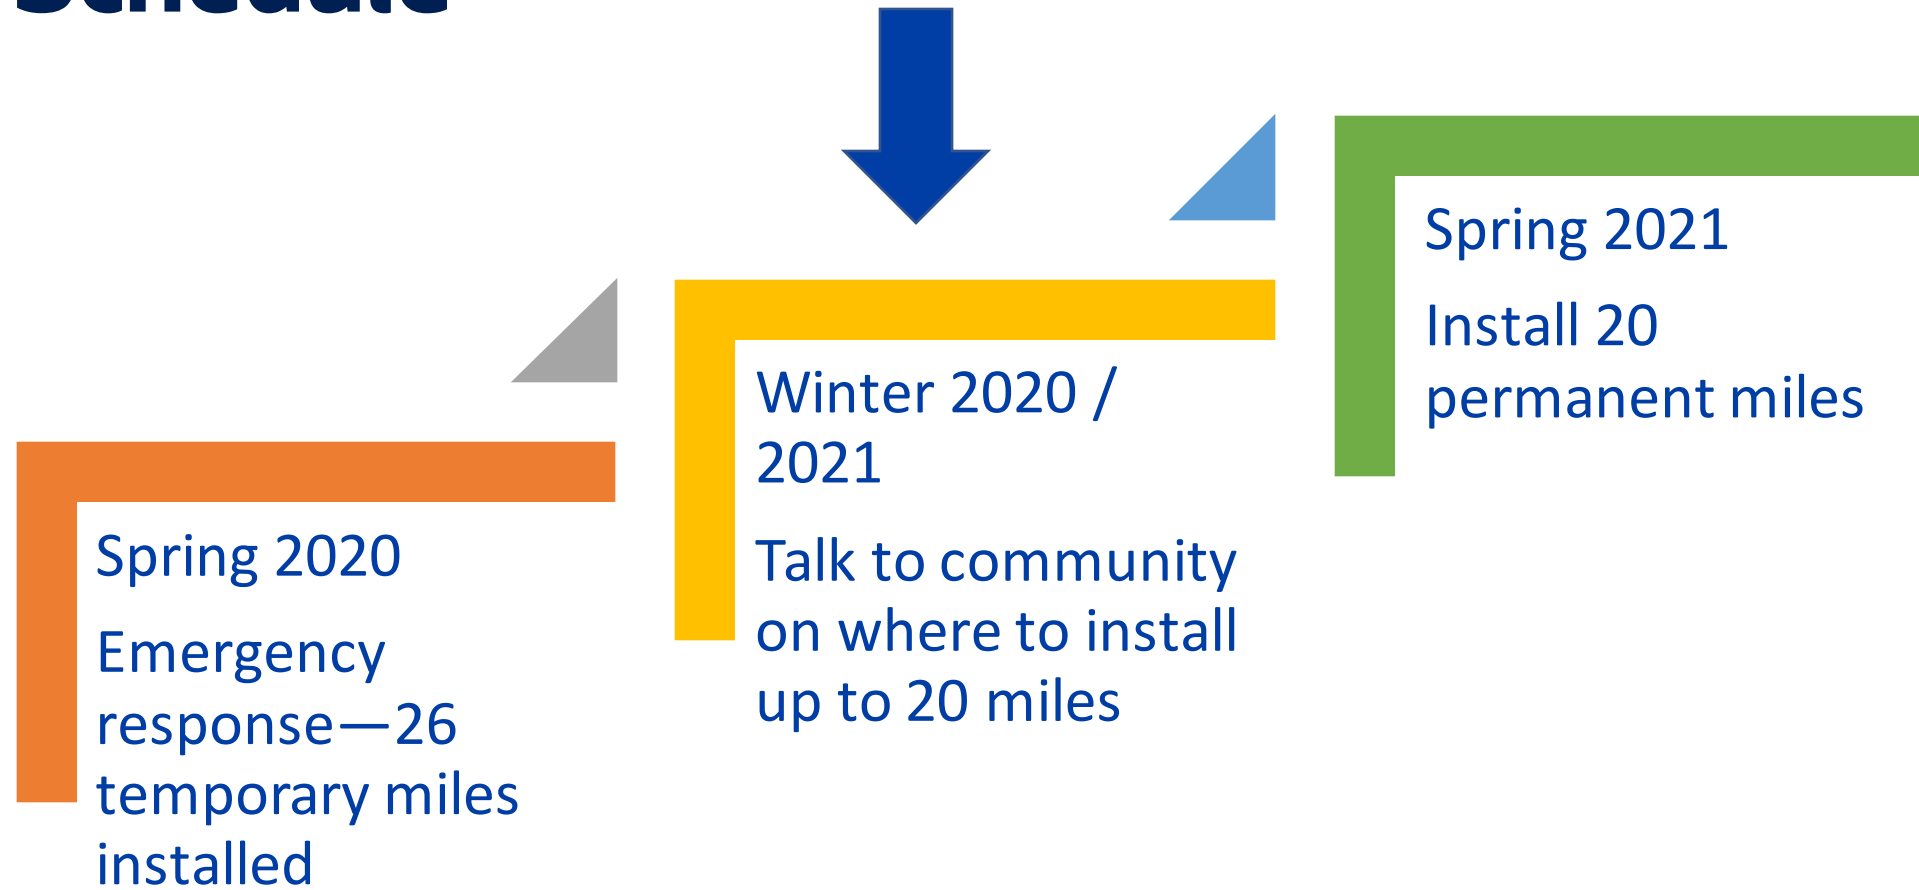 Schedule
Spring 2020
Emergency
response—26
temporary miles
installed
Winter 2020 /
2021
Talk to community
on where to install
up to 20 miles
Spring 2021
Install 20
permanent miles